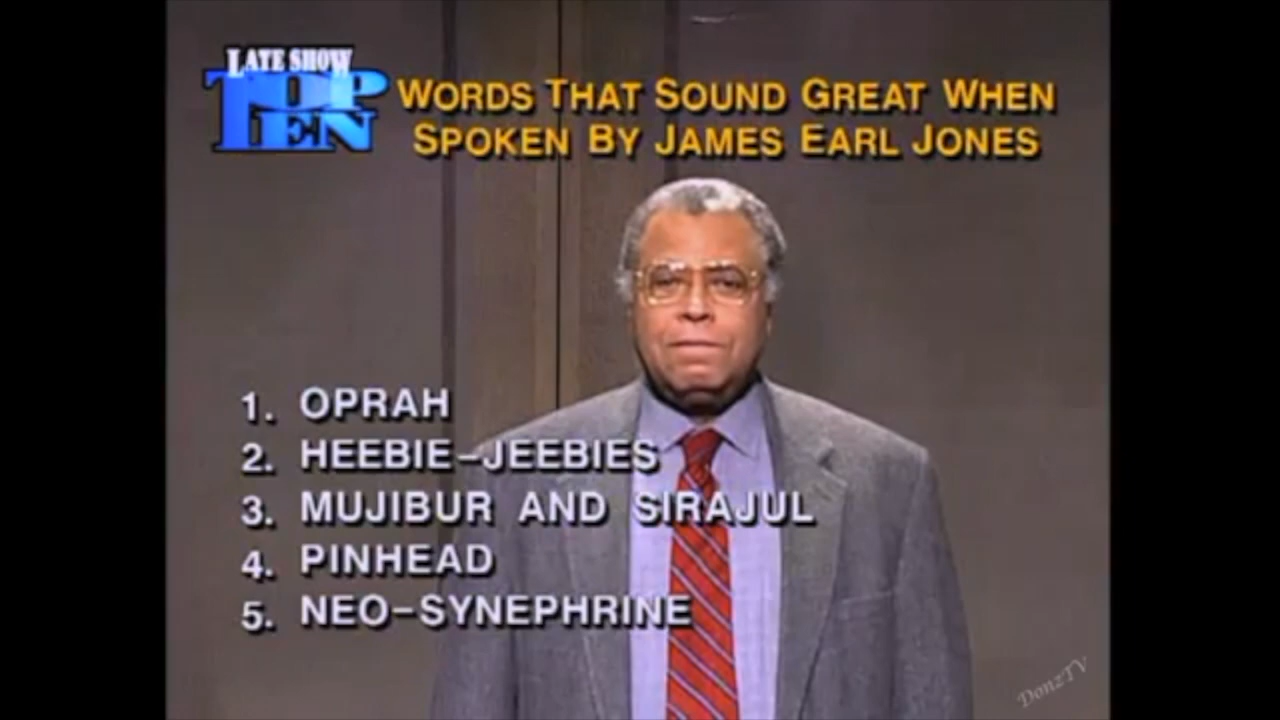 LATE SHOW
TOP
TEN
WORDS THAT SOUND GREAT WHEN
SPOKEN BY JAMES EARL JONES
1. OPRAH
2. HEEBIE-JEEBIES
3. MUJIBUR AND SIRAJUL
4. PINHEAD
5. NEO-SYNEPHRINE
DonzTV